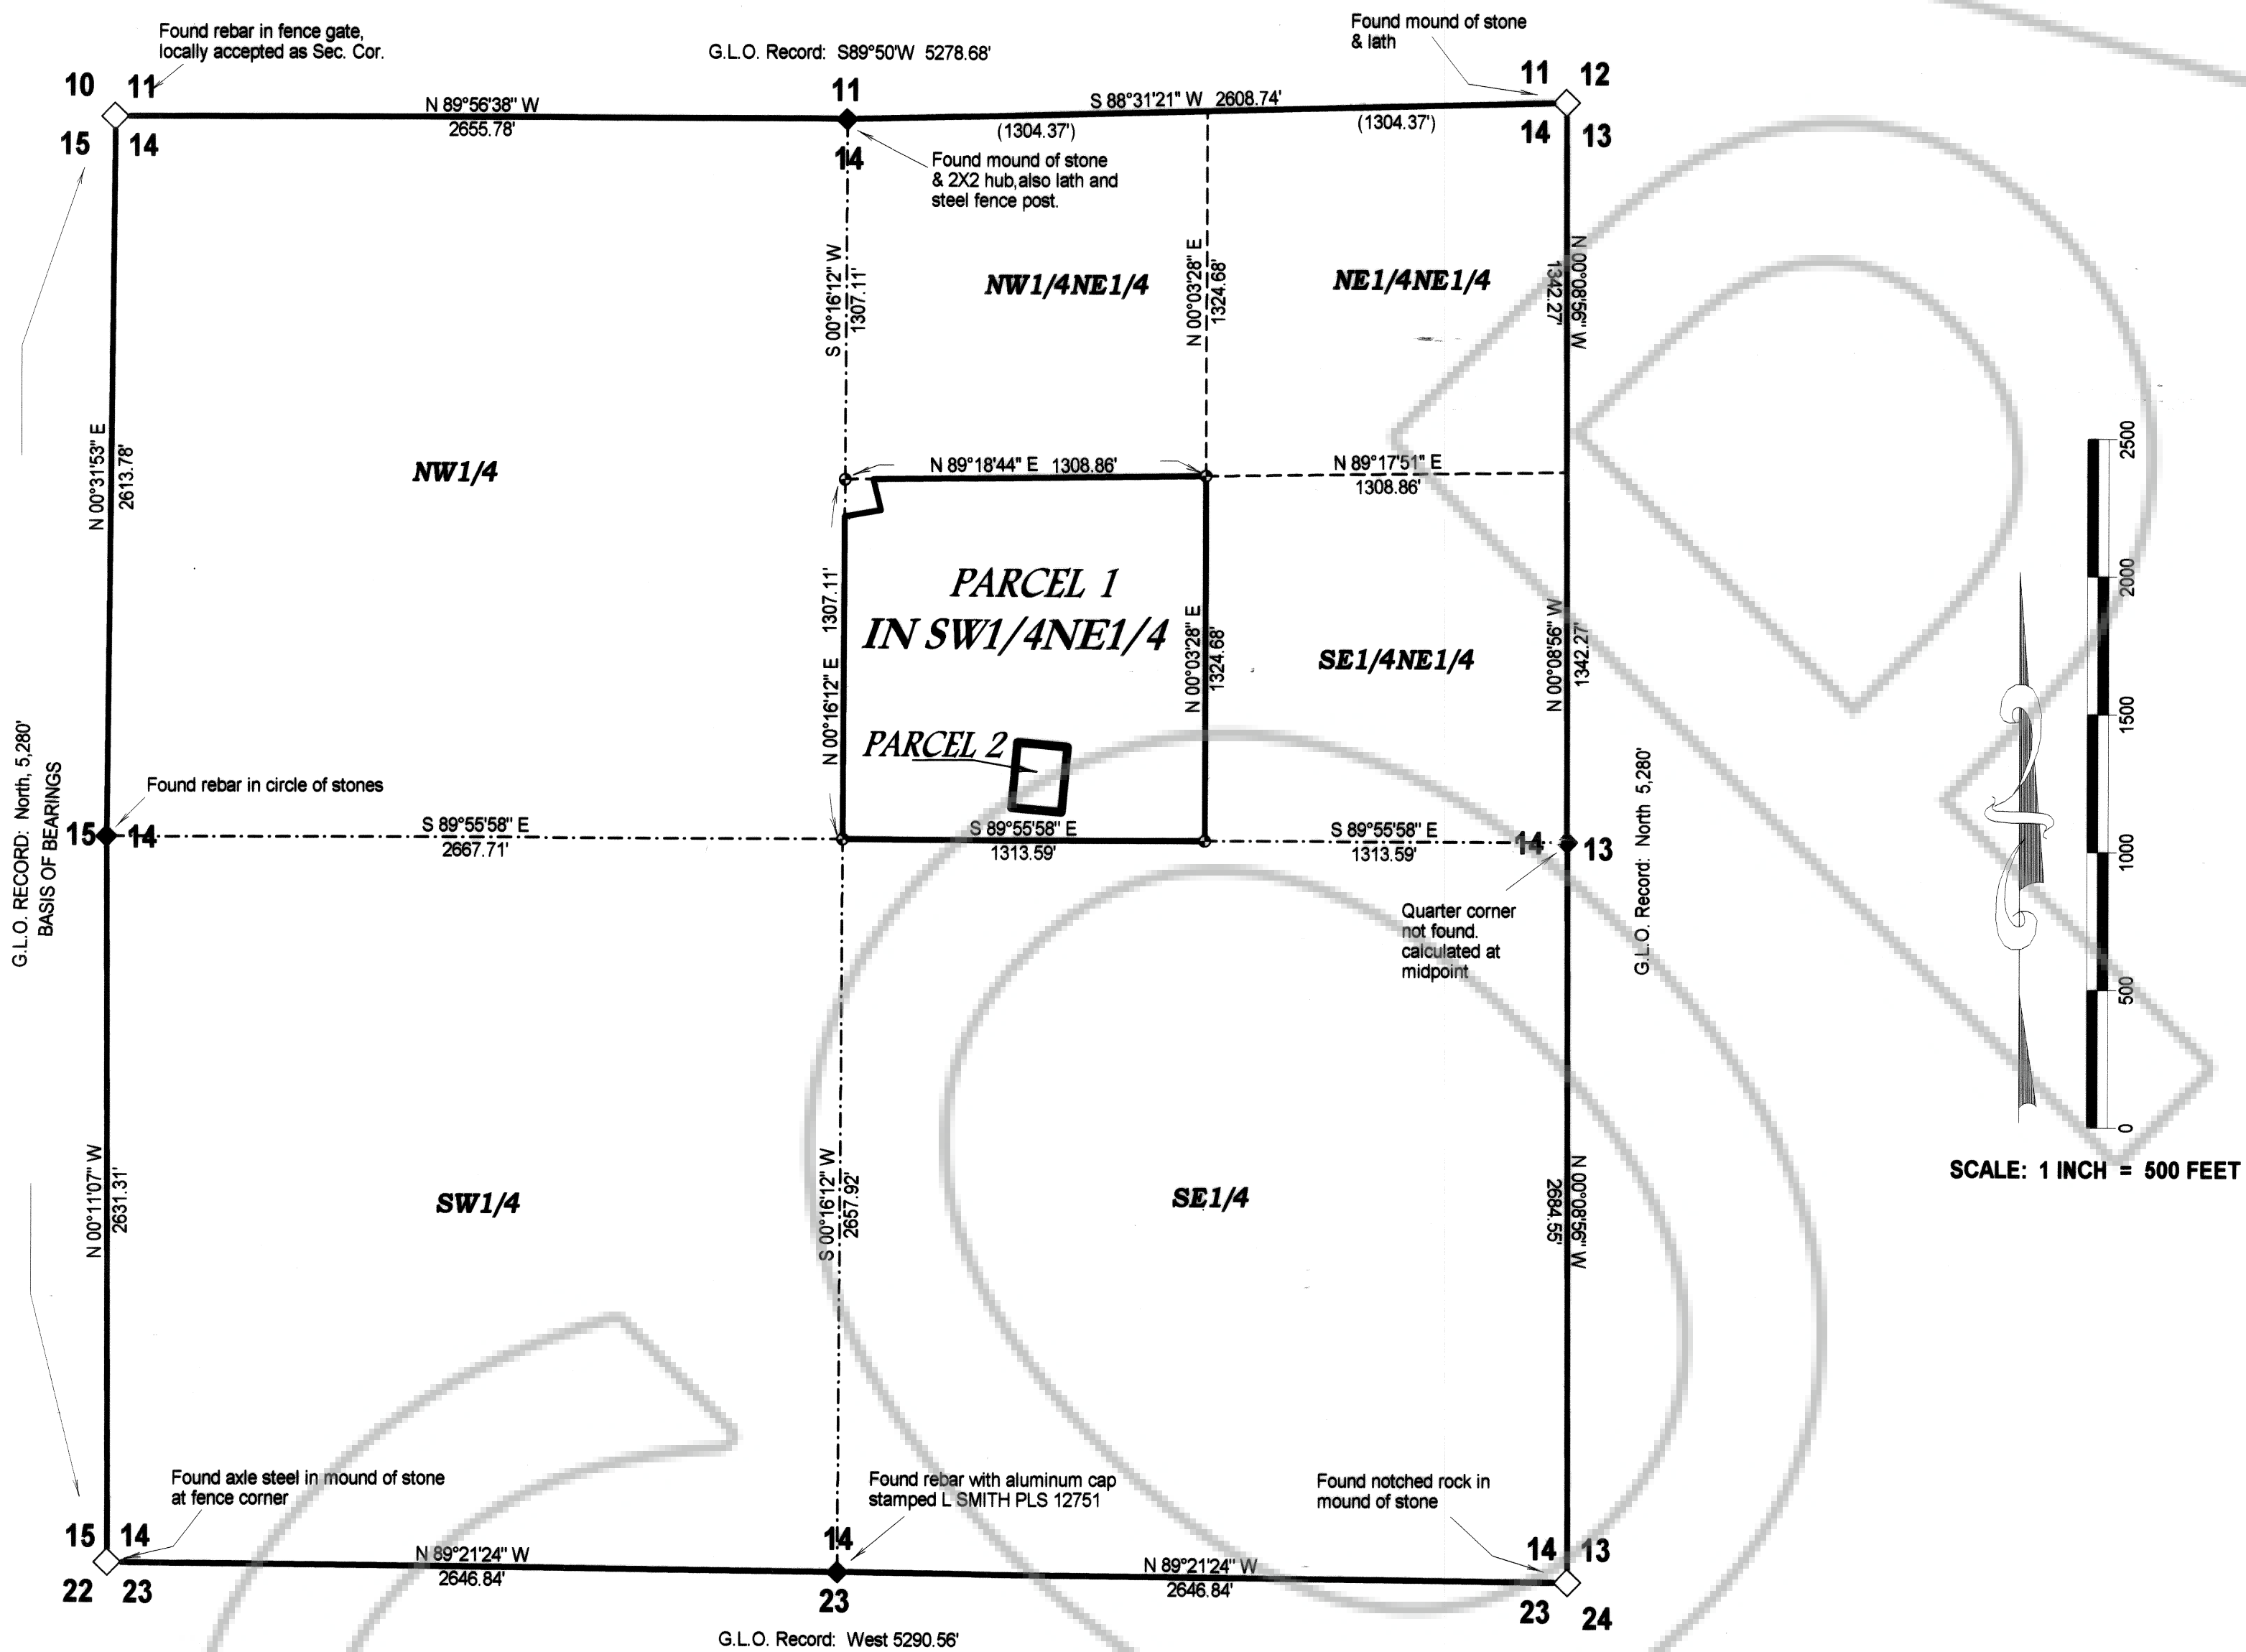 Found rebar in fence gate,
locally accepted as Sec. Cor.
G.L.O. Record: S89°50'W 5278.68'
Found mound of stone
& lath
10 11
15 14
N 89°56'38" W
2655.78'
11
14
S 88°31'21" W 2608.74'
(1304.37')
(1304.37')
11 12
14 13
Found mound of stone
& 2X2 hub,also lath and
steel fence post.
S 00°16'12" W
1307.11'
NW1/4NE1/4
N 00°03'28" E
1324.68'
NE1/4NE1/4
N 00°08'56" W
1342.27'
N 00°31'53" E
2613.78'
NW1/4
N 89°18'44" E 1308.86'
N 89°17'51" E
1308.86'
PARCEL 1
IN SW1/4NE1/4
N 00°16'12" E 1307.11'
N 00°03'28" E
1324.68'
SE1/4NE1/4
N 00°08'56" W
1342.27'
PARCEL 2
G.L.O. RECORD: North, 5,280'
BASIS OF BEARINGS
Found rebar in circle of stones
15 14
S 89°55'58" E
2667.71'
S 89°55'58" E
1313.59'
S 89°55'58" E
1313.59'
14 13
G.L.O. Record: North 5,280'
Quarter corner
not found.
calculated at
midpoint
2500
2000
1500
1000
500
0
SCALE: 1 INCH = 500 FEET
N 00°11'07" W
2631.31'
SW1/4
S 00°16'12" W
2657.92'
SE1/4
N 00°08'56" W
2684.55'
Found axle steel in mound of stone
at fence corner
Found rebar with aluminum cap
stamped L SMITH PLS 12751
Found notched rock in
mound of stone
15 14
22 23
N 89°21'24" W
2646.84'
14
23
N 89°21'24" W
2646.84'
14 13
23 24
G.L.O. Record: West 5290.56'